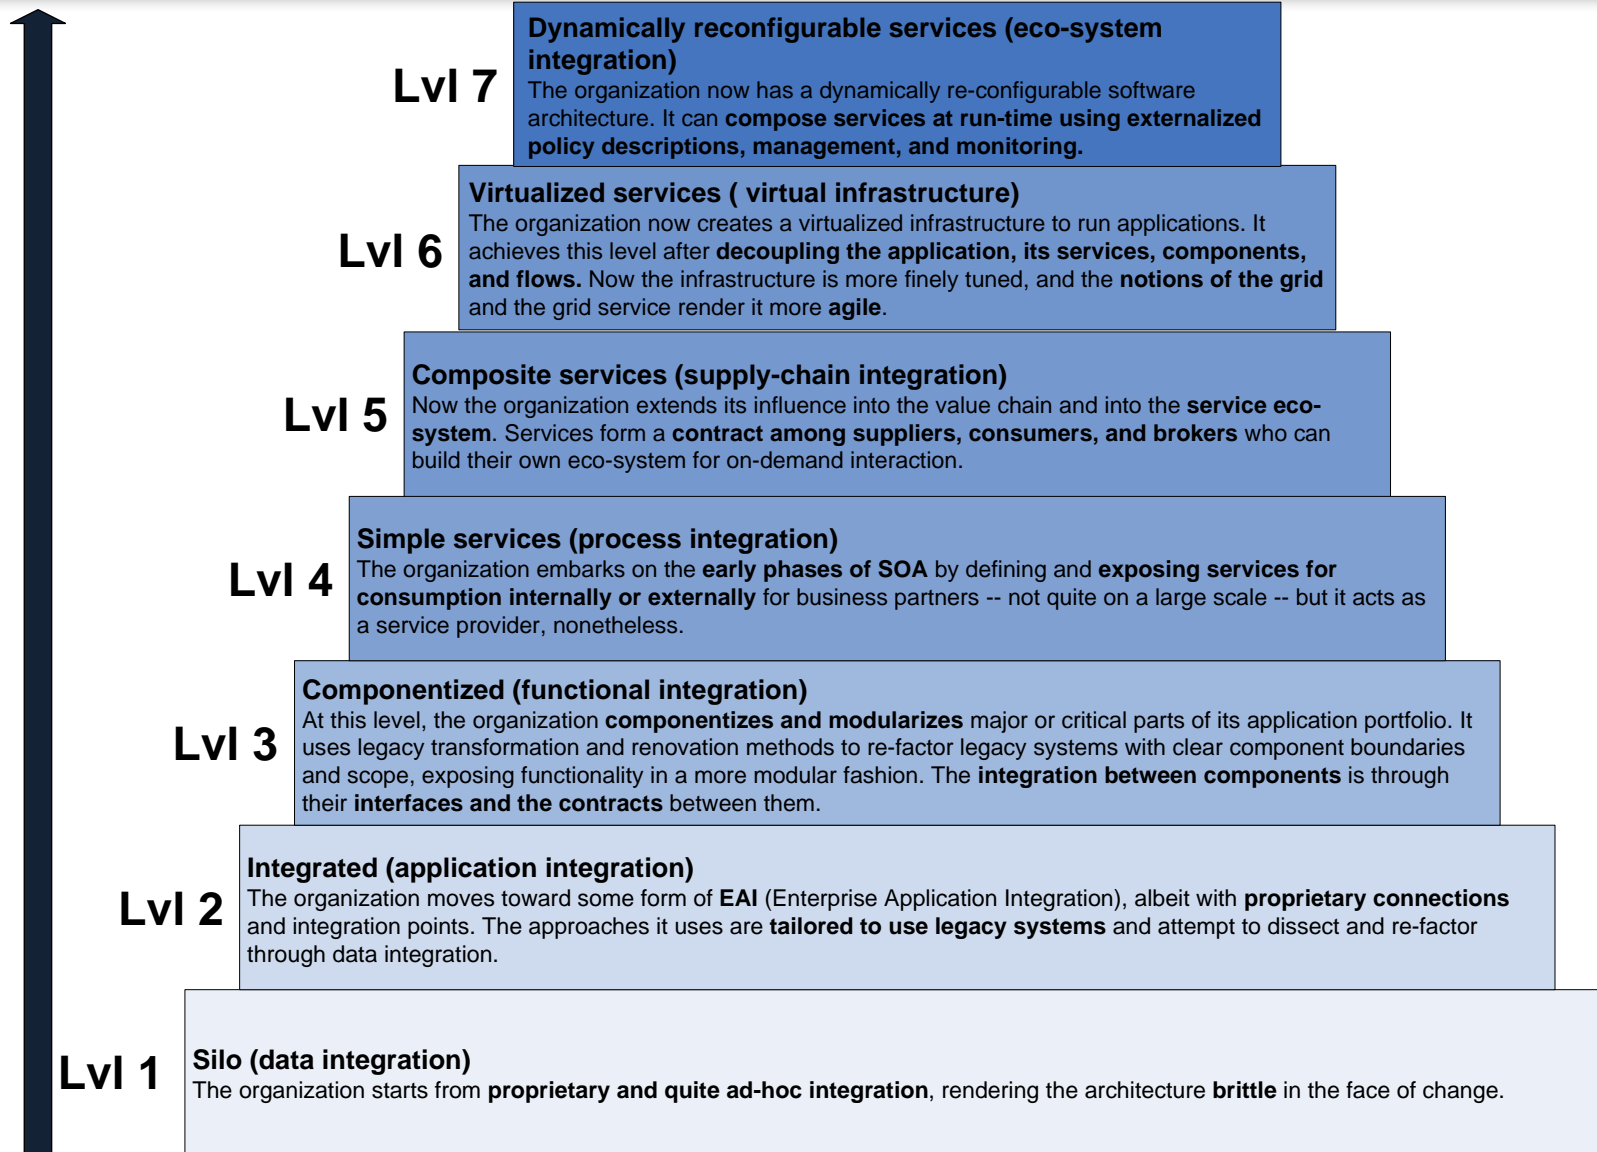 Dynamically reconfigurable services (eco-system
integration)
Lvl 7
The organization now has a dynamically re-configurable software
architecture. It can compose services at run-time using externalized
policy descriptions, management, and monitoring.
Virtualized services ( virtual infrastructure)
The organization now creates a virtualized infrastructure to run applications. It
Lvl 6
achieves this level after decoupling the application, its services, components,
and flows. Now the infrastructure is more finely tuned, and the notions of the grid
and the grid service render it more agile.
Composite services (supply-chain integration)
Now the organization extends its influence into the value chain and into the service eco-
Lvl 5
system. Services form a contract among suppliers, consumers, and brokers who can
build their own eco-system for on-demand interaction.
Simple services (process integration)
The organization embarks on the early phases of SOA by defining and exposing services for
Lvl 4
consumption internally or externally for business partners -- not quite on a large scale -- but it acts as
a service provider, nonetheless.
Componentized (functional integration)
At this level, the organization componentizes and modularizes major or critical parts of its application portfolio. It
Lvl 3
uses legacy transformation and renovation methods to re-factor legacy systems with clear component boundaries
and scope, exposing functionality in a more modular fashion. The integration between components is through
their interfaces and the contracts between them.
Integrated (application integration)
The organization moves toward some form of EAI (Enterprise Application Integration), albeit with proprietary connections
Lvl 2
and integration points. The approaches it uses are tailored to use legacy systems and attempt to dissect and re-factor
through data integration.
Silo (data integration)
Lvl 1
The organization starts from proprietary and quite ad-hoc integration, rendering the architecture brittle in the face of change.